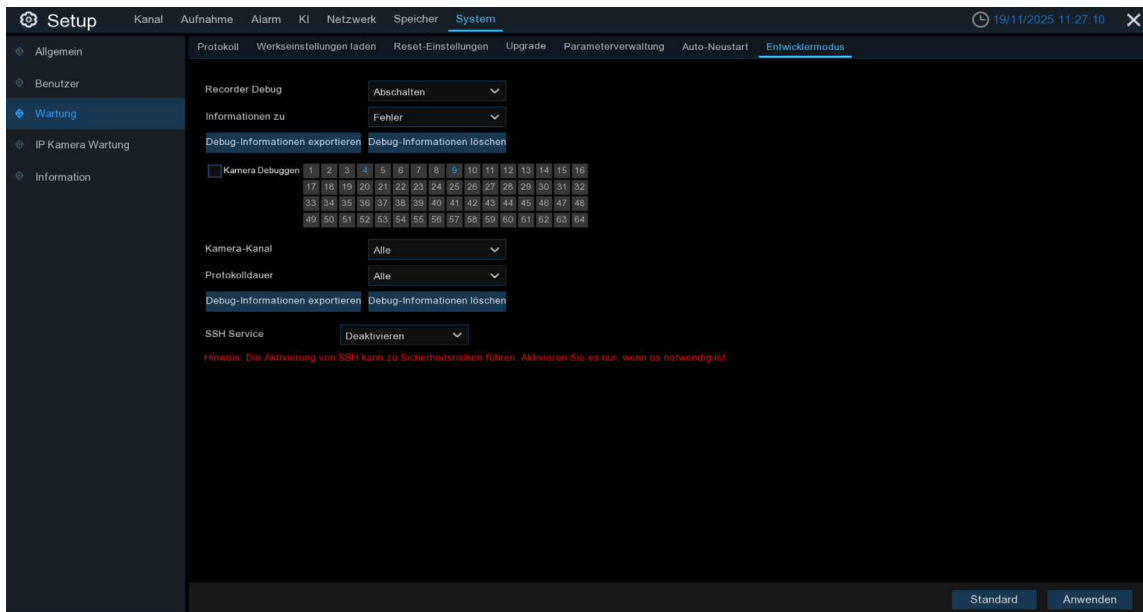 Setup Kanal Aufnahme Alarm KI Netzwerk Speicher System 19/11/2025 11:27:10
Protokoll Werkseinstellungen laden Reset-Einstellungen Upgrade Parameterverwaltung Auto-Neustart Entwicklermodus
Allgemein
Benutzer
Wartung
IP Kamera Wartung
Information
Recorder Debug Abschalten
Informationen zu Fehler
Debug-Informationen exportieren Debug-Informationen löschen
Kamera Debuggen 1 2 3 4 5 6 7 8 9 10 11 12 13 14 15 16
17 18 19 20 21 22 23 24 25 26 27 28 29 30 31 32
33 34 35 36 37 38 39 40 41 42 43 44 45 46 47 48
49 50 51 52 53 54 55 56 57 58 59 60 61 62 63 64
Kamera-Kanal Alle
Protokolldauer Alle
Debug-Informationen exportieren Debug-Informationen löschen
SSH Service Deaktivieren
Hinweis: Die Aktivierung von SSH kann zu Sicherheitsrisiken führen. Aktivieren Sie es nur, wenn es notwendig ist
Standard Anwenden